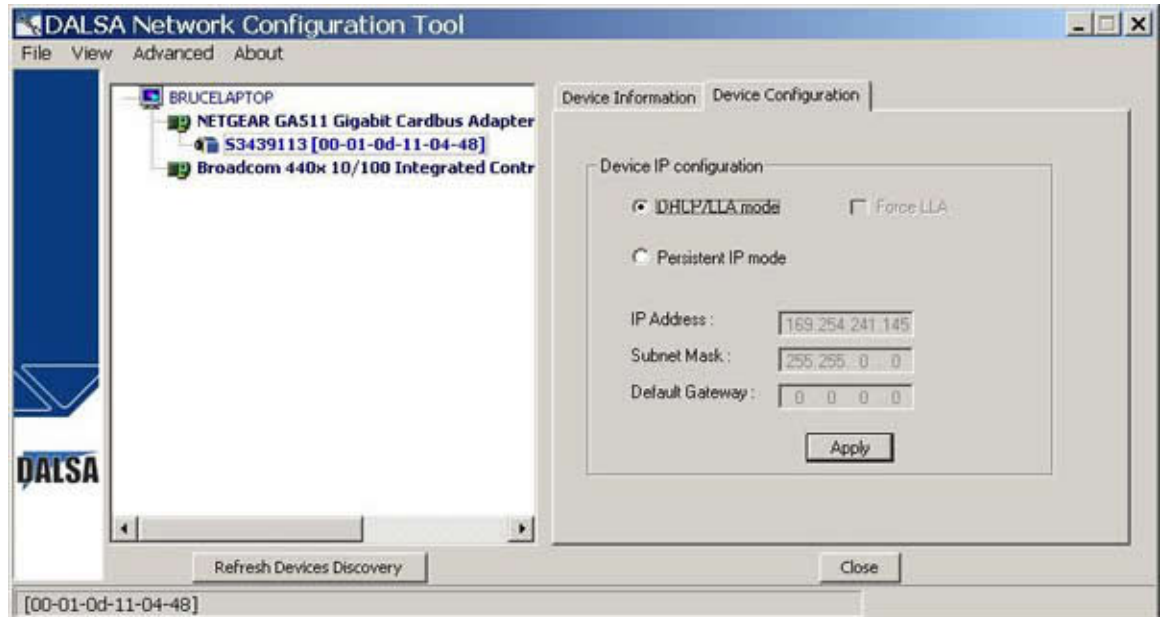 DALSA Network Configuration Tool
File View Advanced About
BRUCELAPTOP
NETGEAR GA511 Gigabit Cardbus Adapter
S3439113 [00-01-0d-11-04-48]
Broadcom 440x 10/100 Integrated Contr
Device Information Device Configuration
Device IP configuration
DHCP/LLA mode Force LLA
Persistent IP mode
IP Address : 169 254 241 145
Subnet Mask : 255 255 0 0
Default Gateway : 0 0 0 0
Apply
DALSA
Refresh Devices Discovery
Close
[00-01-0d-11-04-48]